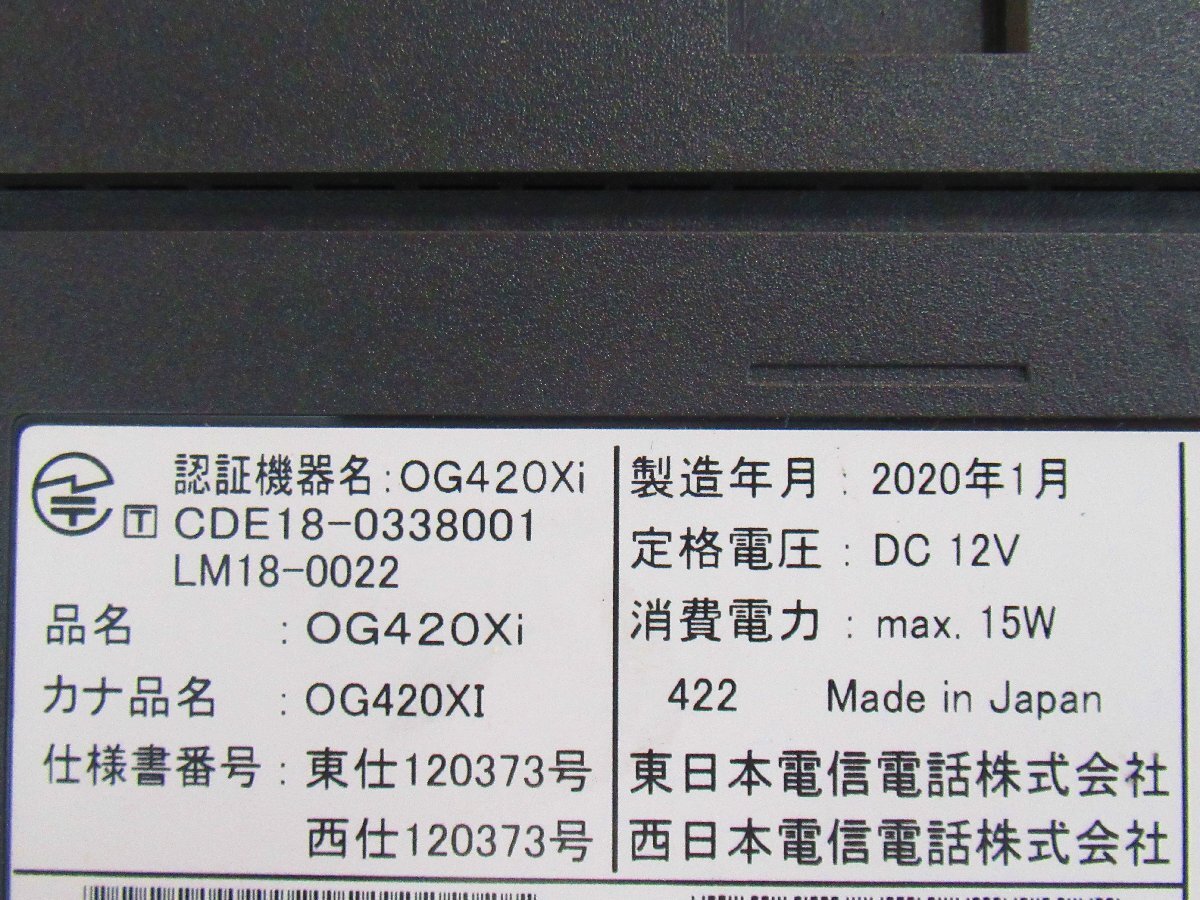 認証機器名:OG420Xi
T CDE18-0338001
LM18-0022
品名 : OG420Xi
カナ品名 : OG420XI
仕様書番号 : 東仕120373号
西仕120373号
製造年月 : 2020年1月
定格電圧 : DC 12V
消費電力 : max. 15W
422 Made in Japan
東日本電信電話株式会社
西日本電信電話株式会社